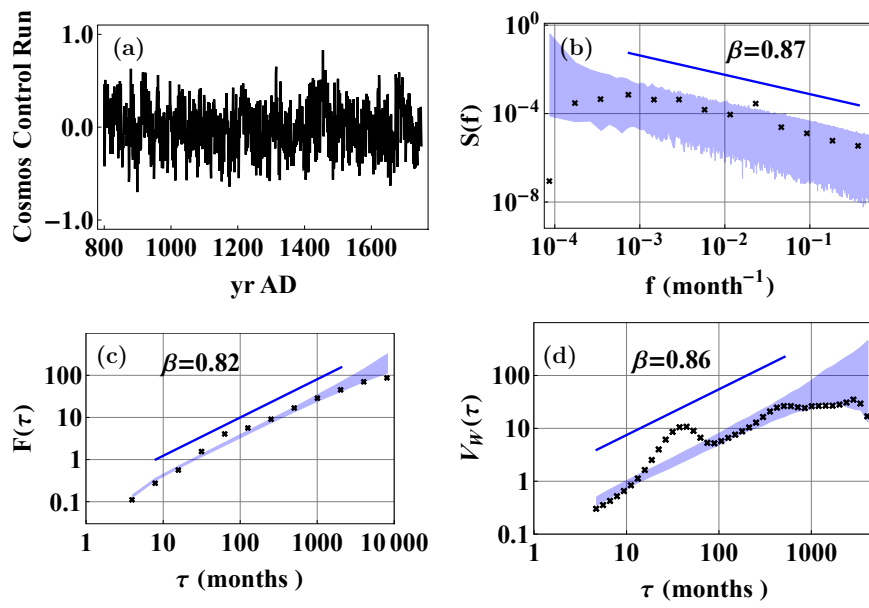 (a)
Cosmos Control Run
1.0
0.0
−1.0
800 1000 1200 1400 1600
yr AD
(b)
β=0.87
S(f)
10^0
10^−4
10^−8
10^−4 10^−3 10^−2 10^−1
f (month^−1)
(c)
β=0.82
F(τ)
100
10
1
0.1
1 10 100 1000 10 000
τ (months )
(d)
β=0.86
V_W(τ)
100
10
1
0.1
1 10 100 1000
τ (months )